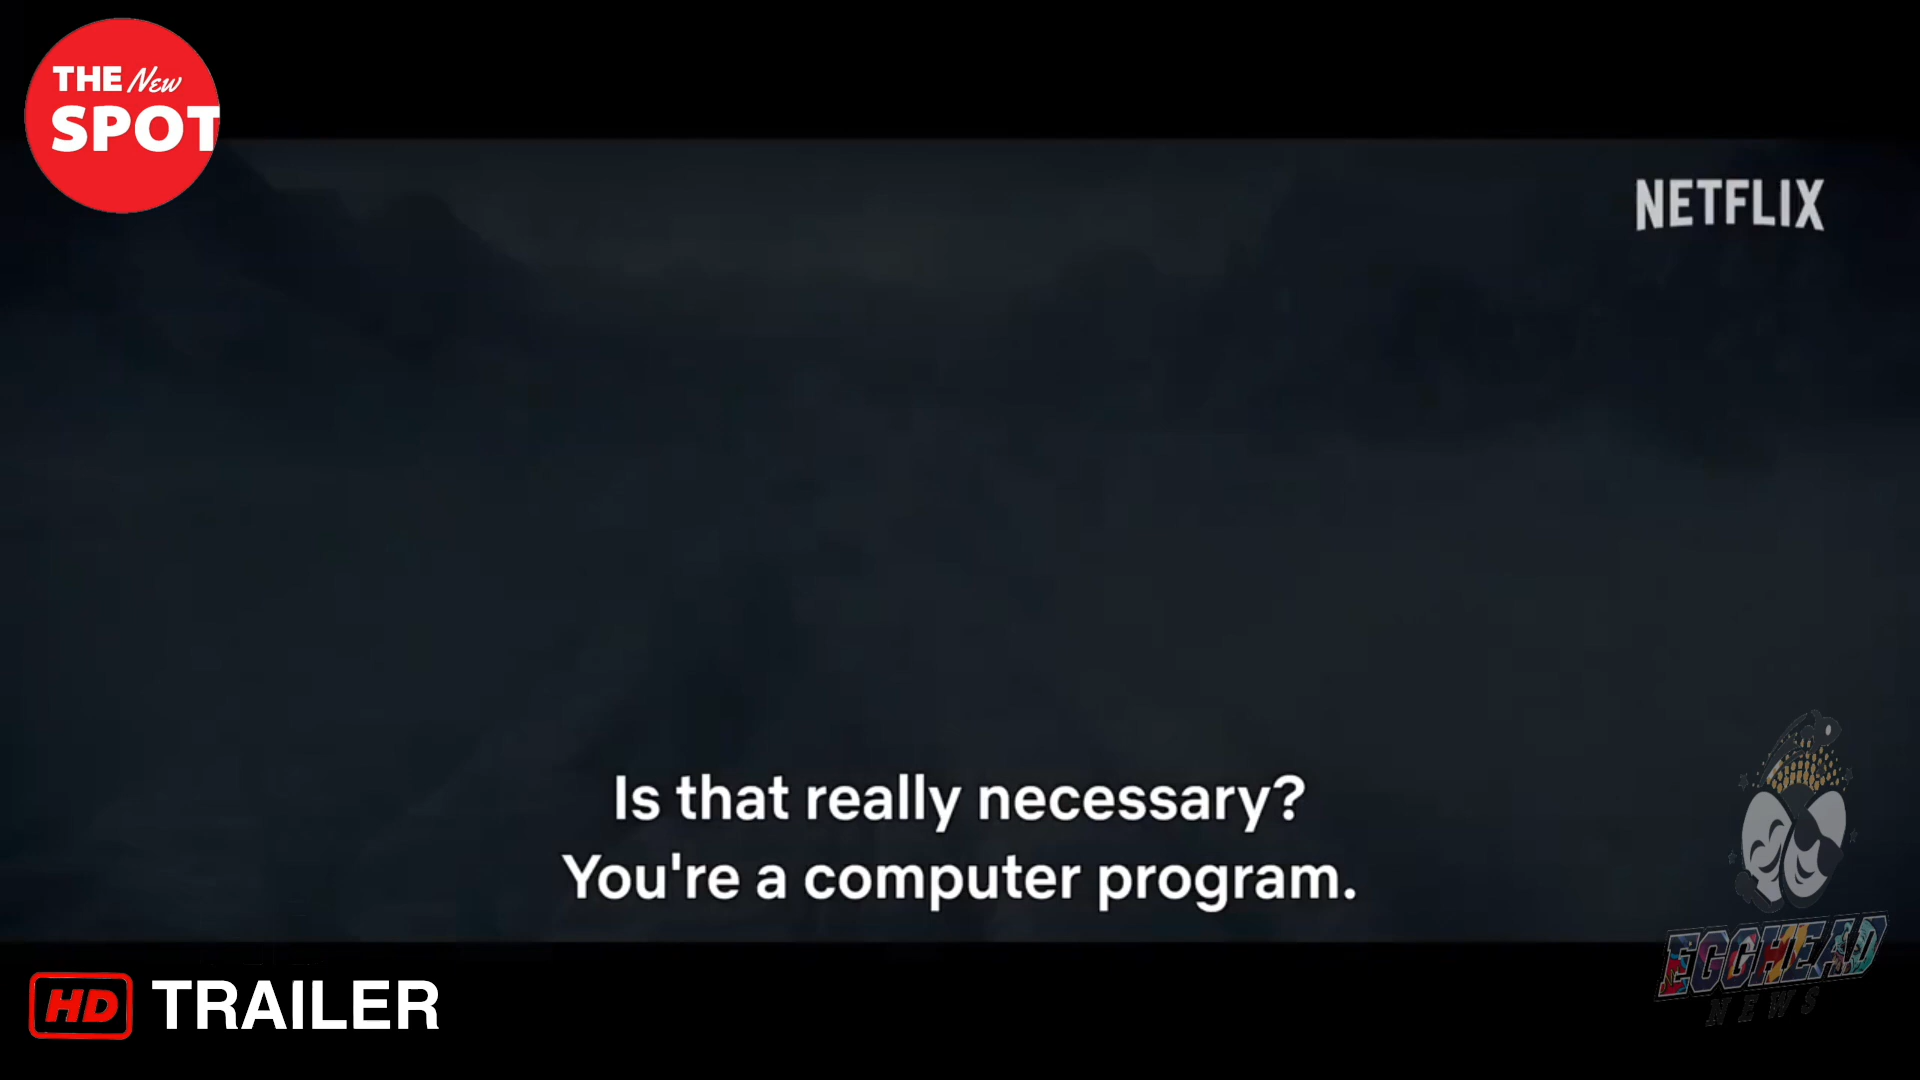 THE New
SPOT
NETFLIX
Is that really necessary?
You're a computer program.
EGGHEAD
NEWS
HD TRAILER